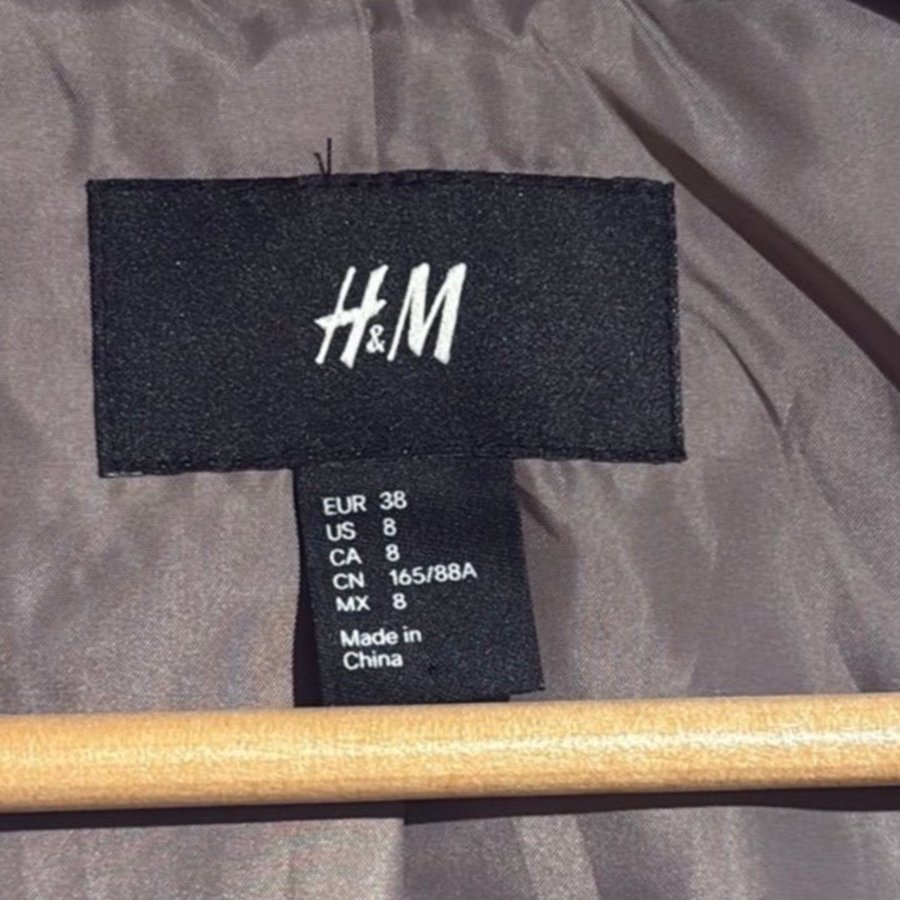 H&M
EUR 38
US 8
CA 8
CN 165/88A
MX 8
Made in
China